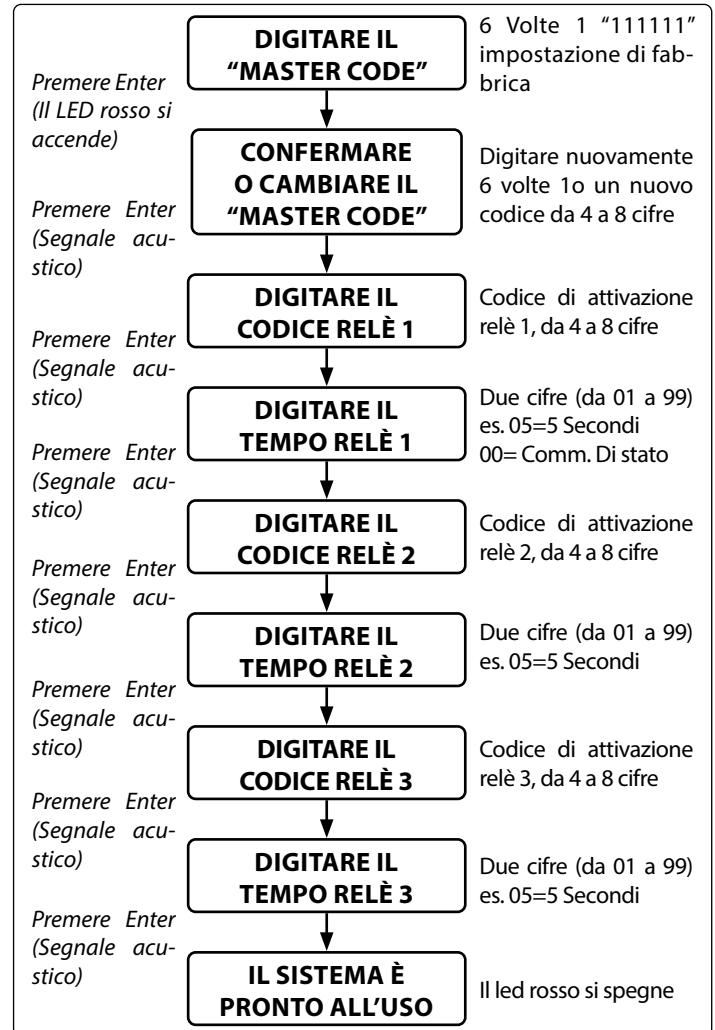 DIGITARE IL
“MASTER CODE”
6 Volte 1 “111111”
impostazione di fab-
brica
Premere Enter
(Il LED rosso si
accende)
CONFERMARE
O CAMBIARE IL
“MASTER CODE”
Digitare nuovamente
6 volte 1o un nuovo
codice da 4 a 8 cifre
Premere Enter
(Segnale acu-
stico)
DIGITARE IL
CODICE RELÈ 1
Codice di attivazione
relè 1, da 4 a 8 cifre
Premere Enter
(Segnale acu-
stico)
DIGITARE IL
TEMPO RELÈ 1
Due cifre (da 01 a 99)
es. 05=5 Secondi
00= Comm. Di stato
Premere Enter
(Segnale acu-
stico)
DIGITARE IL
CODICE RELÈ 2
Codice di attivazione
relè 2, da 4 a 8 cifre
Premere Enter
(Segnale acu-
stico)
DIGITARE IL
TEMPO RELÈ 2
Due cifre (da 01 a 99)
es. 05=5 Secondi
Premere Enter
(Segnale acu-
stico)
DIGITARE IL
CODICE RELÈ 3
Codice di attivazione
relè 3, da 4 a 8 cifre
Premere Enter
(Segnale acu-
stico)
DIGITARE IL
TEMPO RELÈ 3
Due cifre (da 01 a 99)
es. 05=5 Secondi
Premere Enter
(Segnale acu-
stico)
IL SISTEMA È
PRONTO ALL’USO
Il led rosso si spegne